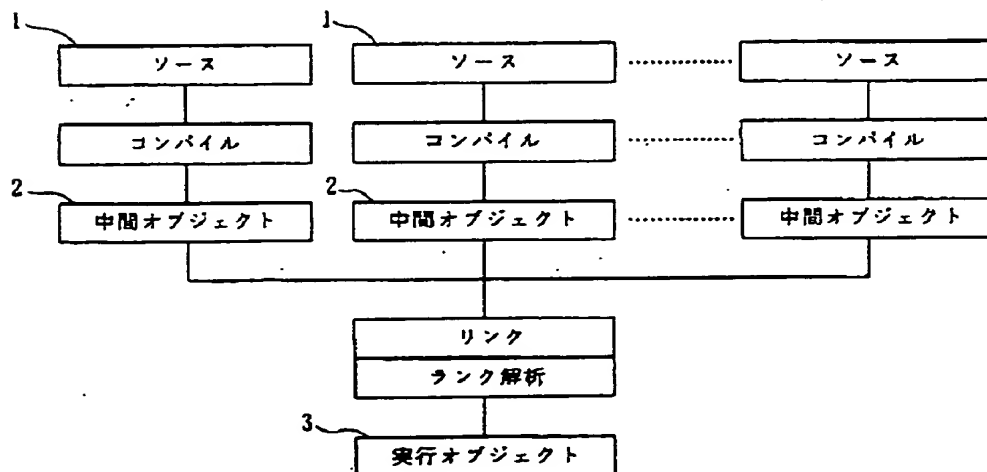 1 1
ソース ソース ソース
コンパイル コンパイル コンパイル
2 2
中間オブジェクト 中間オブジェクト 中間オブジェクト
リンク
ランク解析
3
実行オブジェクト